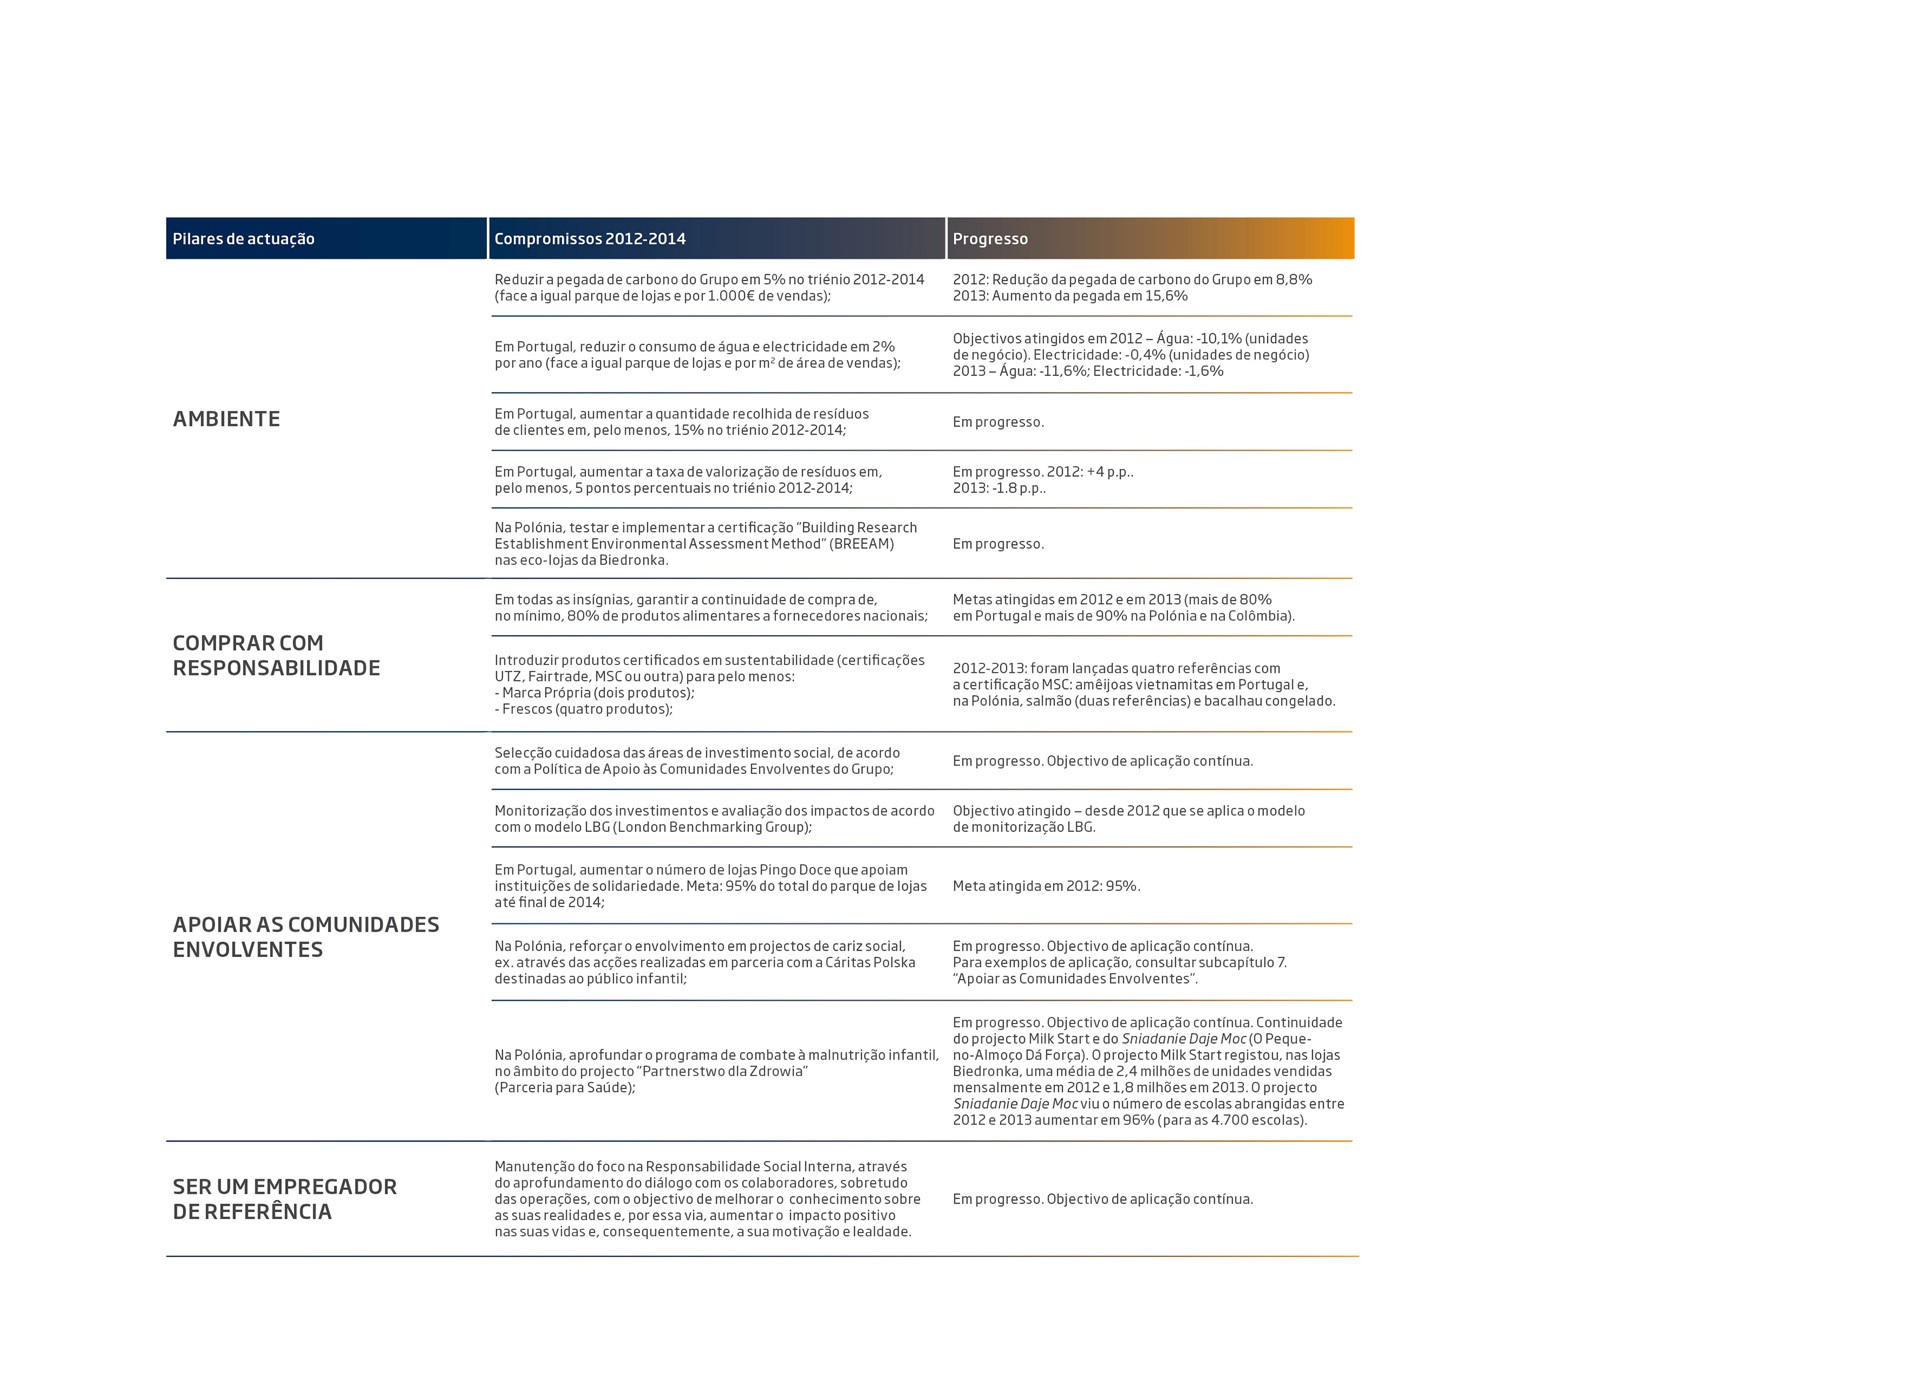 Pilares de actuação
Compromissos 2012-2014
Progresso
AMBIENTE
Reduzir a pegada de carbono do Grupo em 5% no triénio 2012-2014
(face a igual parque de lojas e por 1.000€ de vendas);
2012: Redução da pegada de carbono do Grupo em 8,8%
2013: Aumento da pegada em 15,6%
Em Portugal, reduzir o consumo de água e electricidade em 2%
por ano (face a igual parque de lojas e por m² de área de vendas);
Objectivos atingidos em 2012 – Água: -10,1% (unidades
de negócio). Electricidade: -0,4% (unidades de negócio)
2013 – Água: -11,6%; Electricidade: -1,6%
Em Portugal, aumentar a quantidade recolhida de resíduos
de clientes em, pelo menos, 15% no triénio 2012-2014;
Em progresso.
Em Portugal, aumentar a taxa de valorização de resíduos em,
pelo menos, 5 pontos percentuais no triénio 2012-2014;
Em progresso. 2012: +4 p.p..
2013: -1.8 p.p..
Na Polónia, testar e implementar a certificação “Building Research
Establishment Environmental Assessment Method” (BREEAM)
nas eco-lojas da Biedronka.
Em progresso.
COMPRAR COM
RESPONSABILIDADE
Em todas as insígnias, garantir a continuidade de compra de,
no mínimo, 80% de produtos alimentares a fornecedores nacionais;
Metas atingidas em 2012 e em 2013 (mais de 80%
em Portugal e mais de 90% na Polónia e na Colômbia).
Introduzir produtos certificados em sustentabilidade (certificações
UTZ, Fairtrade, MSC ou outra) para pelo menos:
- Marca Própria (dois produtos);
- Frescos (quatro produtos);
2012-2013: foram lançadas quatro referências com
a certificação MSC: amêijoas vietnamitas em Portugal e,
na Polónia, salmão (duas referências) e bacalhau congelado.
APOIAR AS COMUNIDADES
ENVOLVENTES
Selecção cuidadosa das áreas de investimento social, de acordo
com a Política de Apoio às Comunidades Envolventes do Grupo;
Em progresso. Objectivo de aplicação contínua.
Monitorização dos investimentos e avaliação dos impactos de acordo
com o modelo LBG (London Benchmarking Group);
Objectivo atingido – desde 2012 que se aplica o modelo
de monitorização LBG.
Em Portugal, aumentar o número de lojas Pingo Doce que apoiam
instituições de solidariedade. Meta: 95% do total do parque de lojas
até final de 2014;
Meta atingida em 2012: 95%.
Na Polónia, reforçar o envolvimento em projectos de cariz social,
ex. através das acções realizadas em parceria com a Cáritas Polska
destinadas ao público infantil;
Em progresso. Objectivo de aplicação contínua.
Para exemplos de aplicação, consultar subcapítulo 7.
“Apoiar as Comunidades Envolventes”.
Na Polónia, aprofundar o programa de combate à malnutrição infantil,
no âmbito do projecto “Partnerstwo dla Zdrowia”
(Parceria para Saúde);
Em progresso. Objectivo de aplicação contínua. Continuidade
do projecto Milk Start e do Sniadanie Daje Moc (O Peque-
no-Almoço Dá Força). O projecto Milk Start registou, nas lojas
Biedronka, uma média de 2,4 milhões de unidades vendidas
mensalmente em 2012 e 1,8 milhões em 2013. O projecto
Sniadanie Daje Moc viu o número de escolas abrangidas entre
2012 e 2013 aumentar em 96% (para as 4.700 escolas).
SER UM EMPREGADOR
DE REFERÊNCIA
Manutenção do foco na Responsabilidade Social Interna, através
do aprofundamento do diálogo com os colaboradores, sobretudo
das operações, com o objectivo de melhorar o conhecimento sobre
as suas realidades e, por essa via, aumentar o impacto positivo
nas suas vidas e, consequentemente, a sua motivação e lealdade.
Em progresso. Objectivo de aplicação contínua.